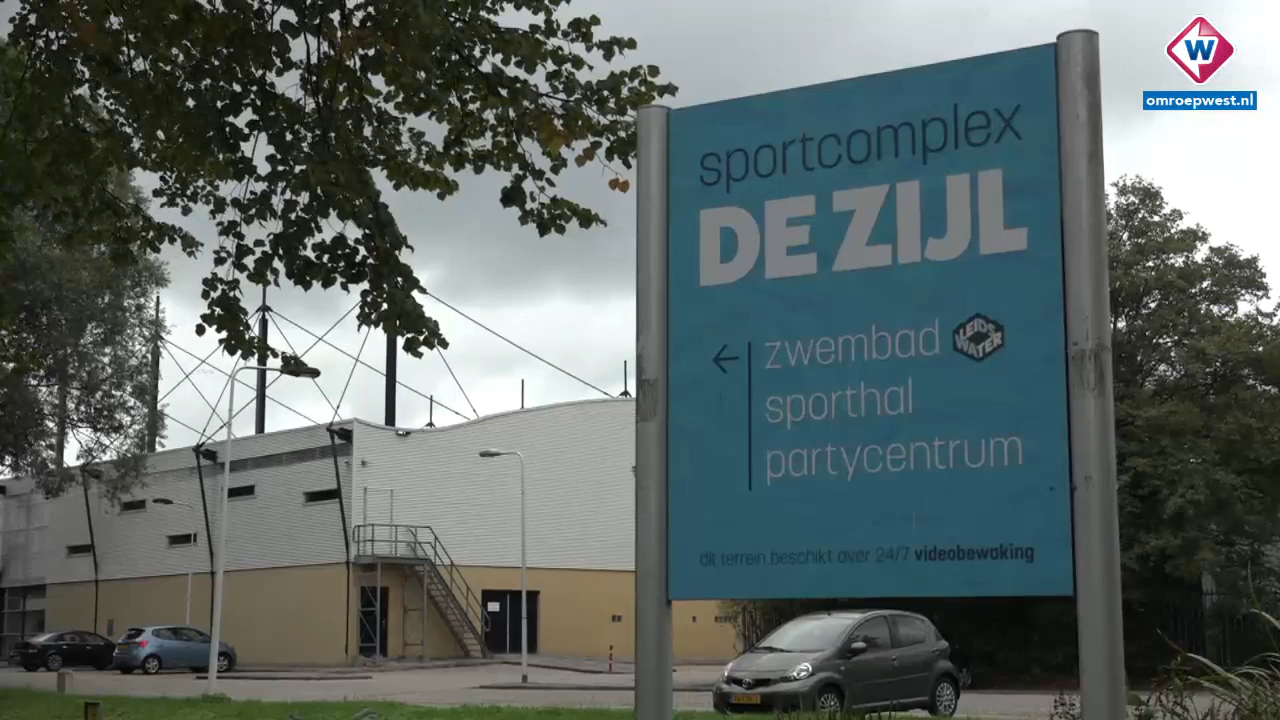 W
omroepwest.nl
sportcomplex
DE ZIJL
← zwembad
LEIDS
WATER
sporthal
partycentrum
dit terrein beschikt over 24/7 videobewaking